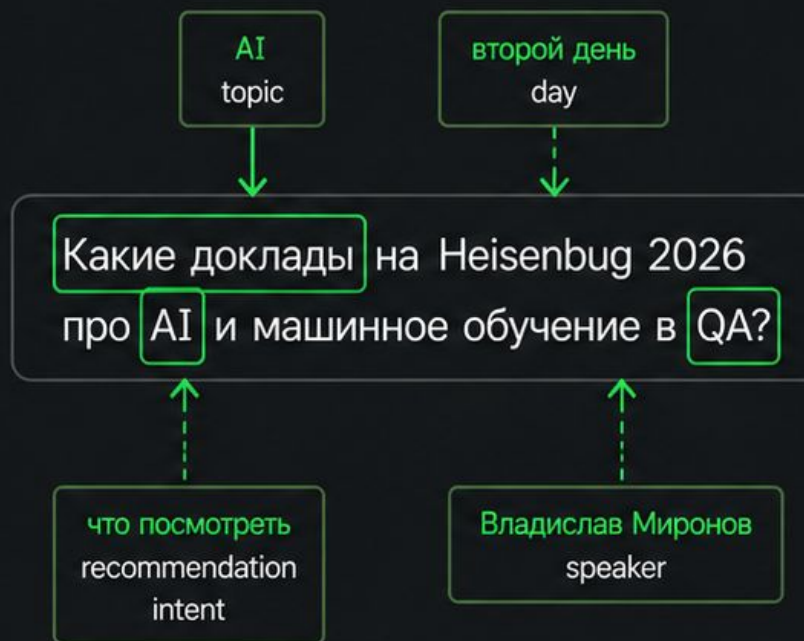 AI
topic
второй день
day
Какие доклады на Heisenbug 2026
про AI и машинное обучение в QA?
что посмотреть
recommendation
intent
Владислав Миронов
speaker